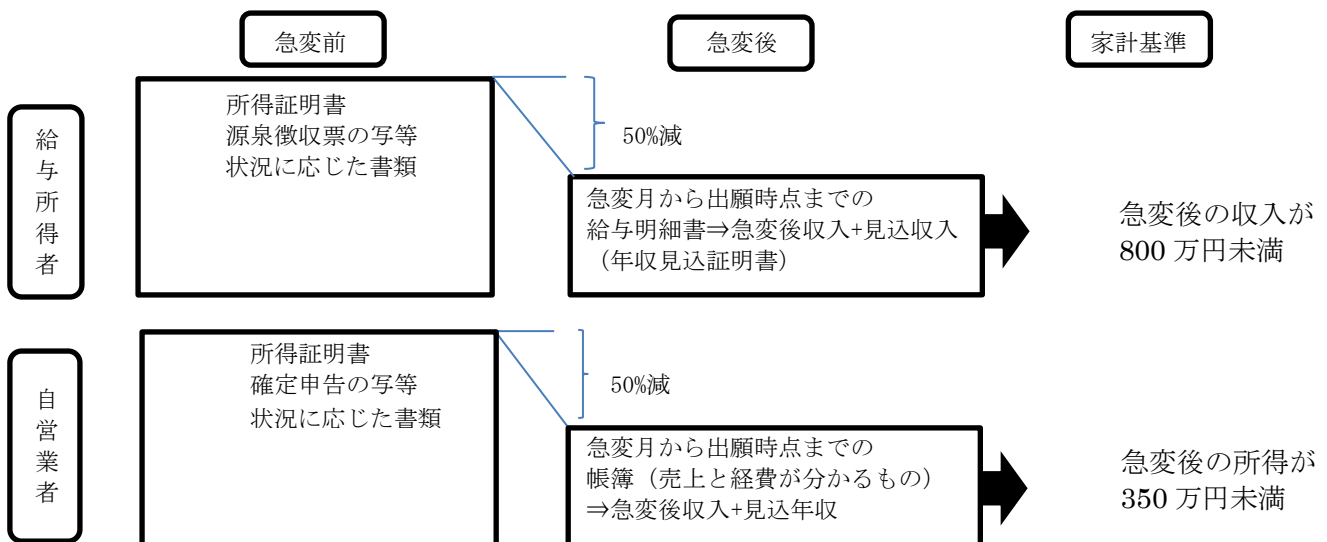 急変前
急変後
家計基準
給与所得者
所得証明書
源泉徴収票の写等
状況に応じた書類
50%減
急変月から出願時点までの
給与明細書⇒急変後収入+見込収入
（年収見込証明書）
急変後の収入が
800 万円未満
自営業者
所得証明書
確定申告の写等
状況に応じた書類
50%減
急変月から出願時点までの
帳簿（売上と経費が分かるもの）
⇒急変後収入+見込年収
急変後の所得が
350 万円未満